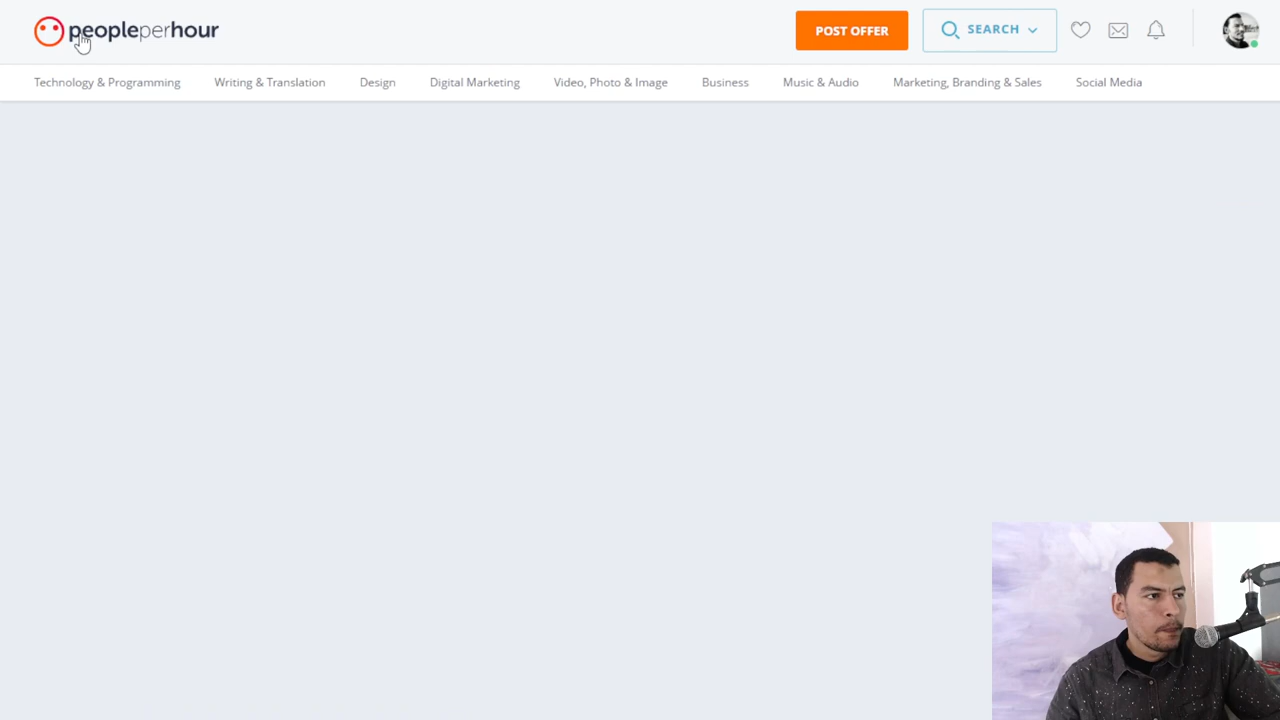 peopleperhour
POST OFFER
SEARCH
Technology & Programming
Writing & Translation
Design
Digital Marketing
Video, Photo & Image
Business
Music & Audio
Marketing, Branding & Sales
Social Media